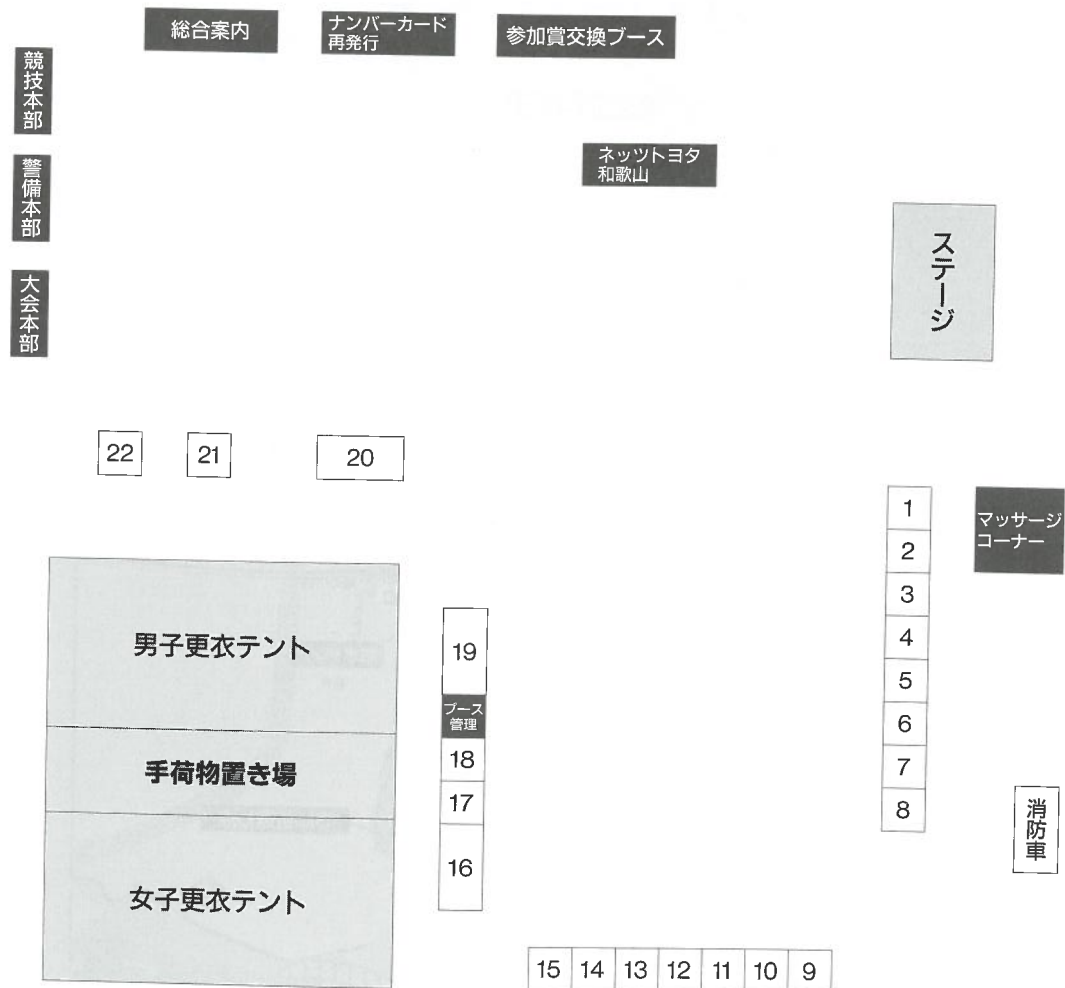 総合案内
ナンバーカード
再発行
参加賞交換ブース
競技本部
警備本部
大会本部
ネッツトヨタ
和歌山
ステージ
22
21
20
1
2
3
4
5
6
7
8
マッサージ
コーナー
消防車
男子更衣テント
手荷物置き場
女子更衣テント
19
ブース
管理
18
17
16
15 14 13 12 11 10 9